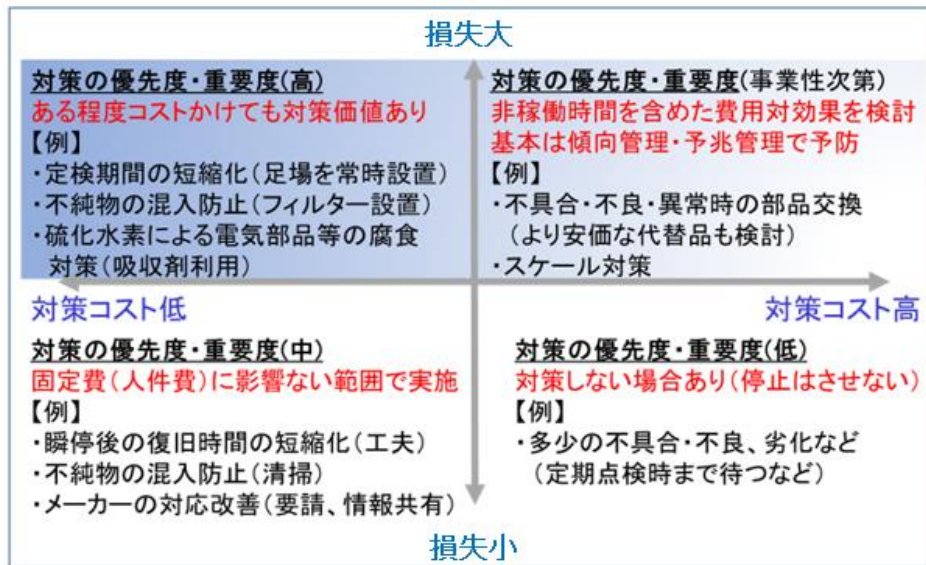 損失大
対策の優先度・重要度(高)
ある程度コストかけても対策価値あり
【例】
・定検期間の短縮化(足場を常時設置)
・不純物の混入防止(フィルター設置)
・硫化水素による電気部品等の腐食
対策(吸収剤利用)
対策の優先度・重要度(事業性次第)
非稼働時間を含めた費用対効果を検討
基本は傾向管理・予兆管理で予防
【例】
・不具合・不良・異常時の部品交換
(より安価な代替品も検討)
・スケール対策
対策コスト低
対策コスト高
対策の優先度・重要度(中)
固定費(人件費)に影響ない範囲で実施
【例】
・瞬停後の復旧時間の短縮化(工夫)
・不純物の混入防止(清掃)
・メーカーの対応改善(要請、情報共有)
対策の優先度・重要度(低)
対策しない場合あり(停止はさせない)
【例】
・多少の不具合・不良、劣化など
(定期点検時まで待つなど)
損失小